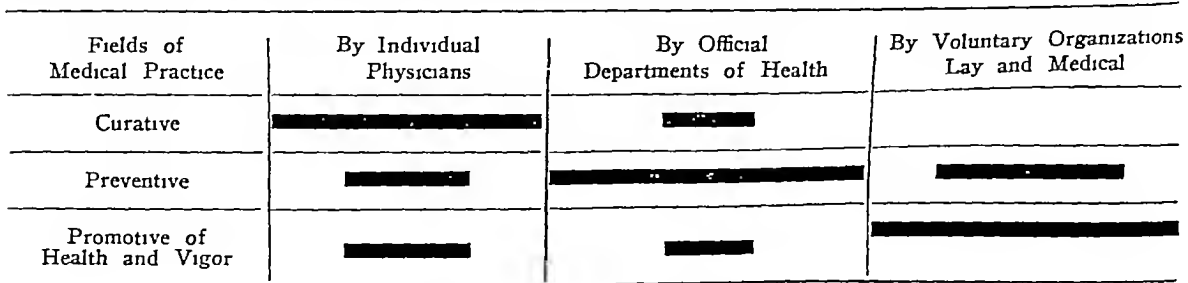 Fields of
Medical Practice
By Individual
Physicians
By Official
Departments of Health
By Voluntary Organizations
Lay and Medical
Curative
Preventive
Promotive of
Health and Vigor